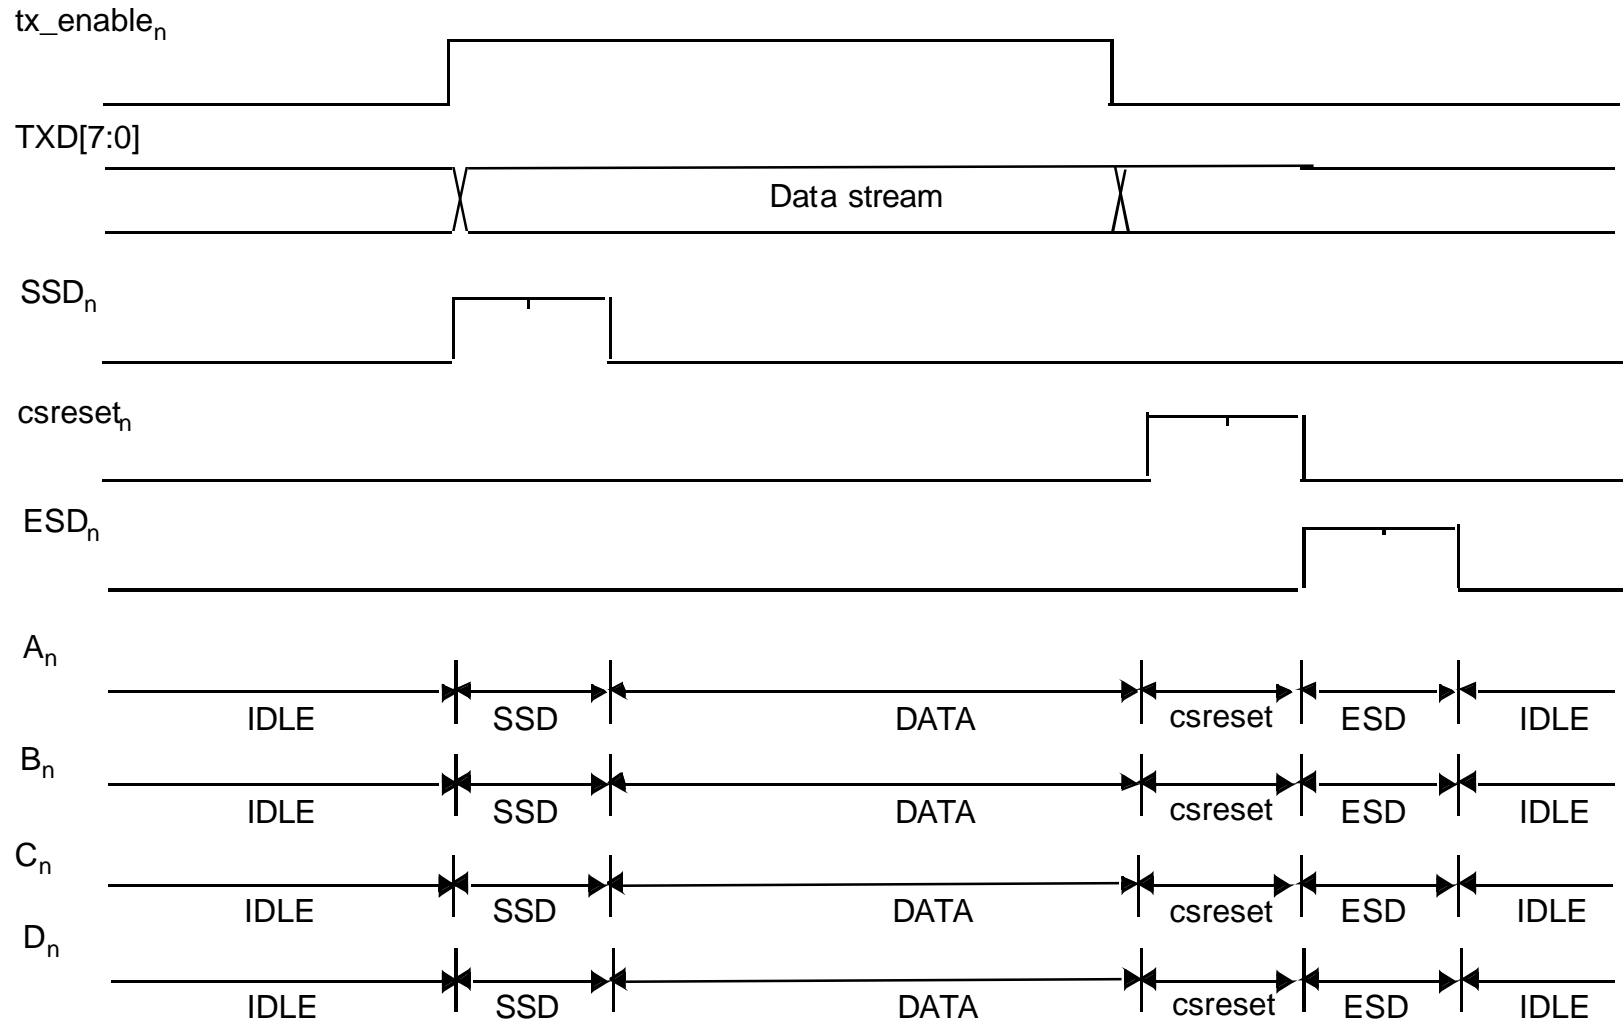 tx_enablen
TXD[7:0]
Data stream
SSDn
csresetn
ESDn
An
IDLE SSD DATA csreset ESD IDLE
Bn
IDLE SSD DATA csreset ESD IDLE
Cn
IDLE SSD DATA csreset ESD IDLE
Dn
IDLE SSD DATA csreset ESD IDLE